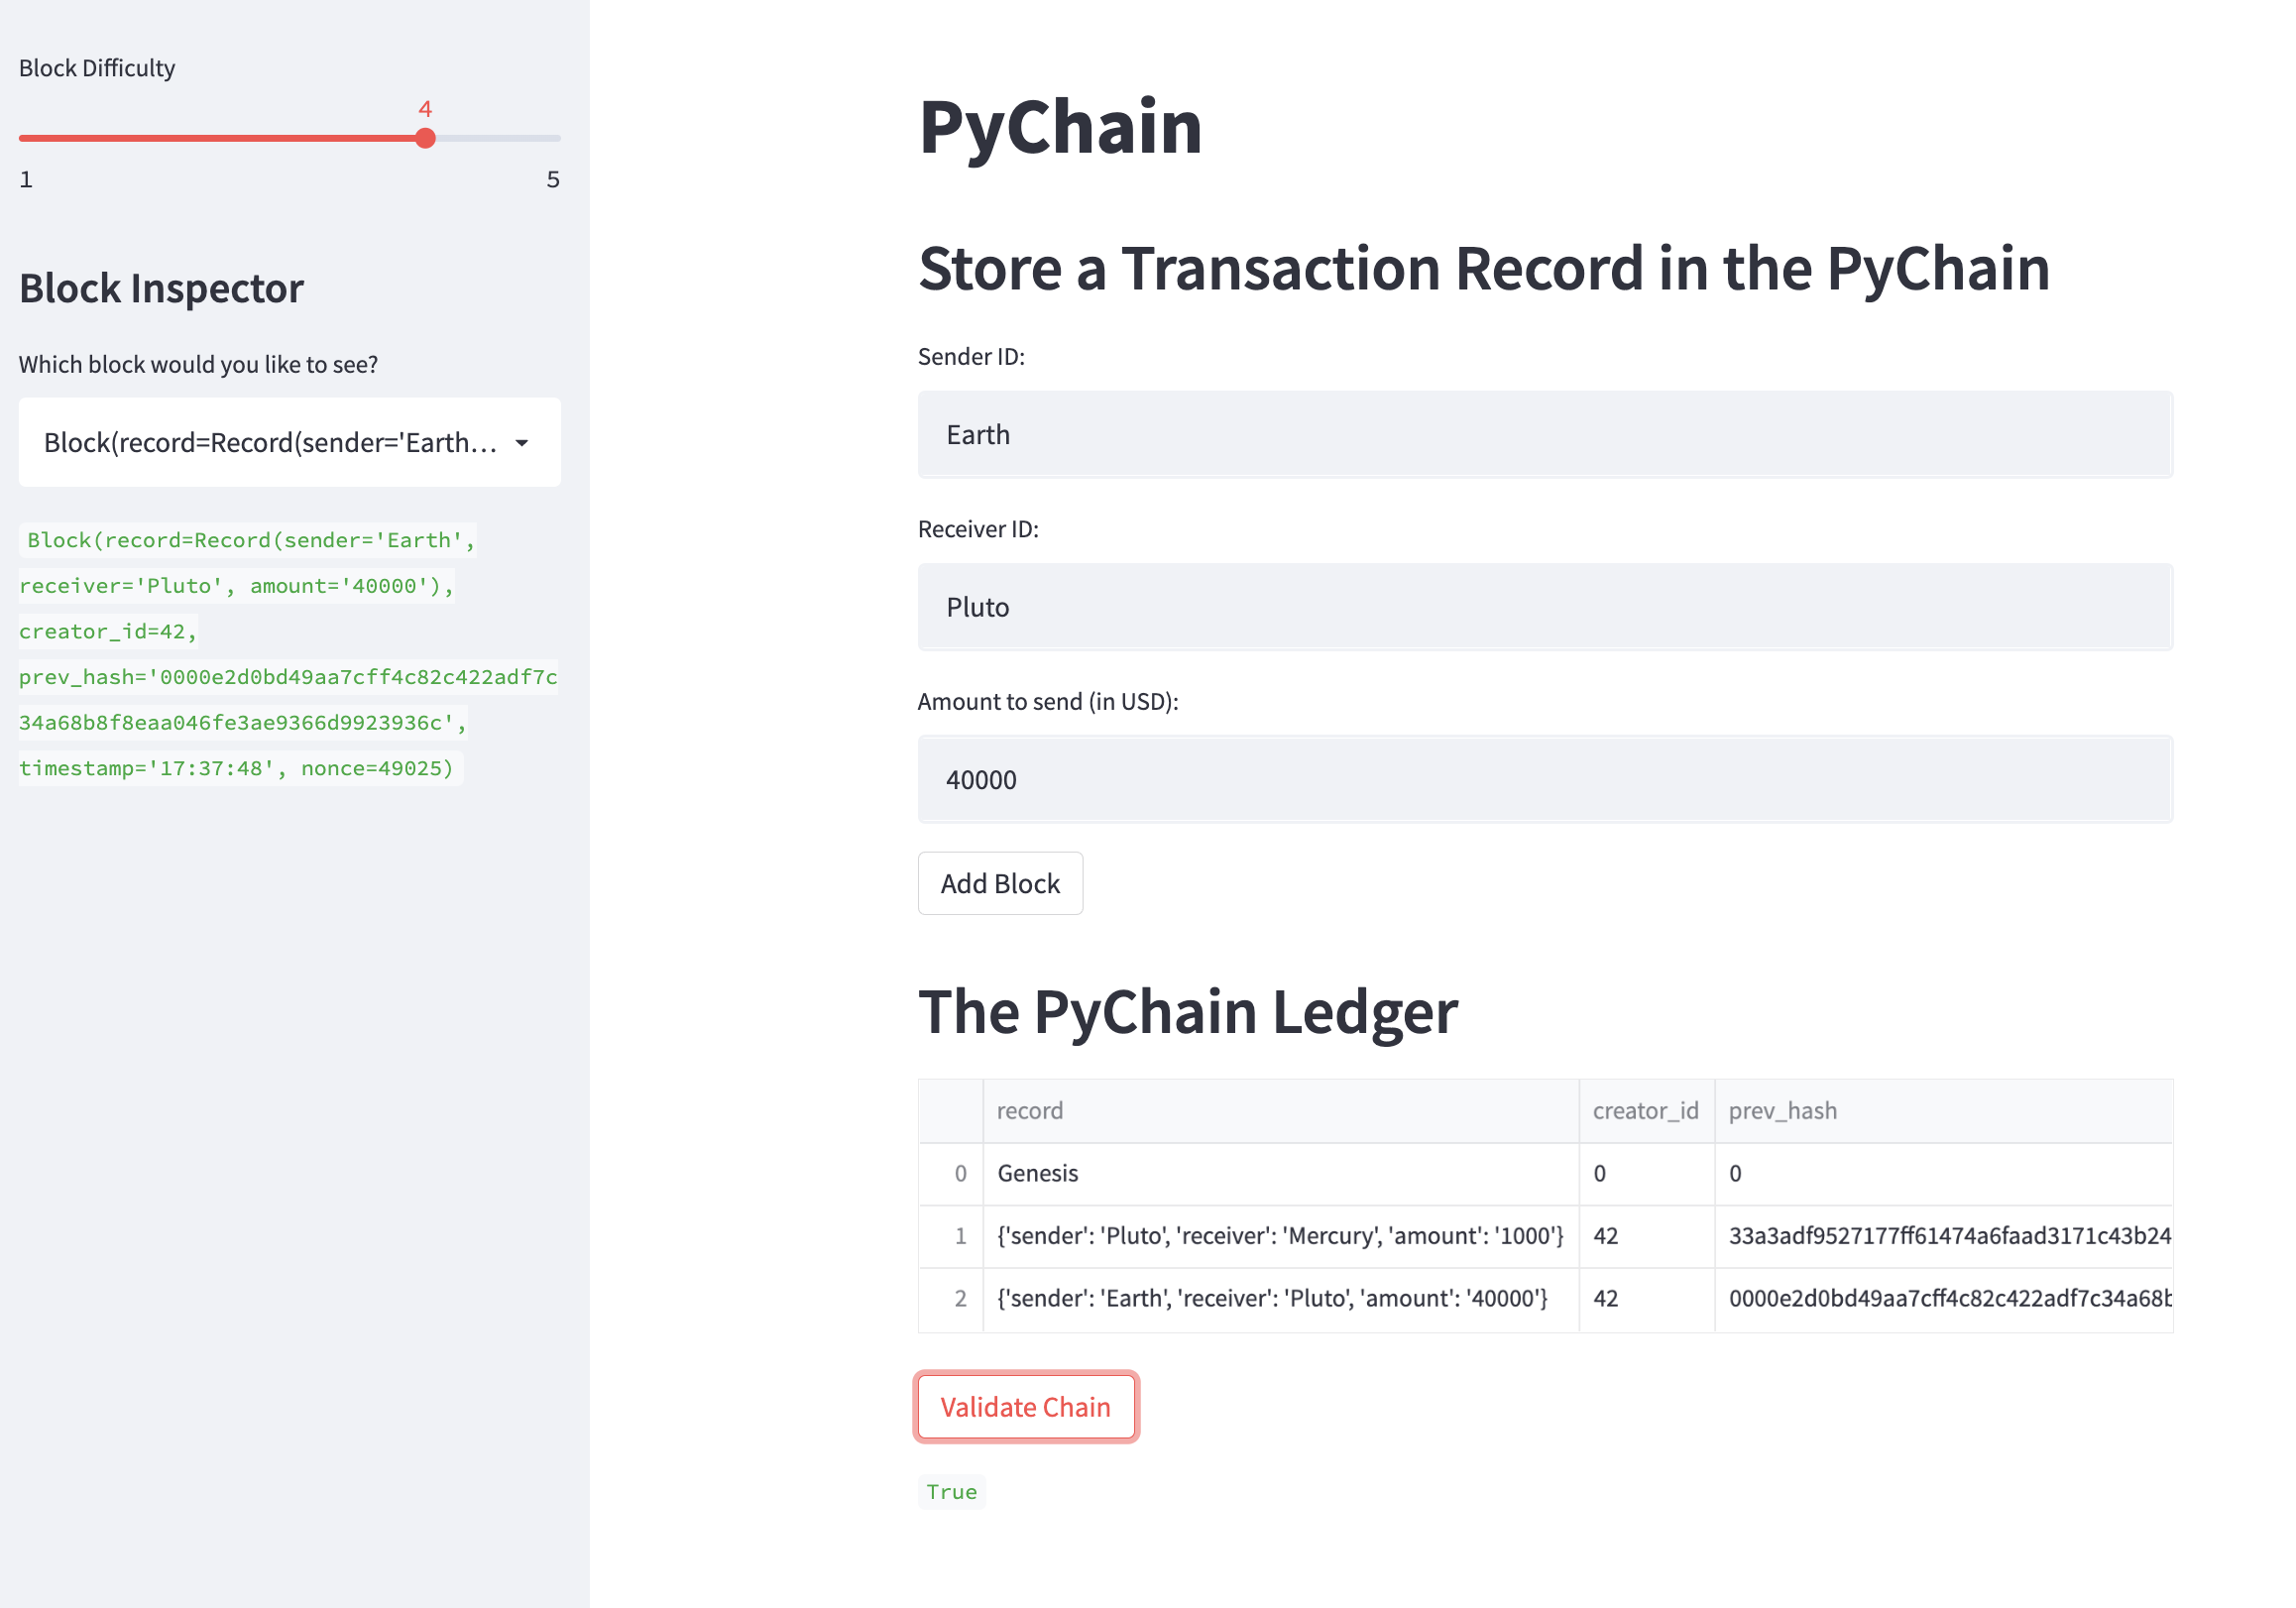 Block Difficulty
4
1 5
Block Inspector
Which block would you like to see?
Block(record=Record(sender='Earth...
Block(record=Record(sender='Earth',
receiver='Pluto', amount='40000'),
creator_id=42,
prev_hash='0000e2d0bd49aa7cff4c82c422adf7c
34a68b8f8eaa046fe3ae9366d9923936c',
timestamp='17:37:48', nonce=49025)
PyChain
Store a Transaction Record in the PyChain
Sender ID:
Earth
Receiver ID:
Pluto
Amount to send (in USD):
40000
Add Block
The PyChain Ledger
record creator_id prev_hash
0 Genesis 0 0
1 {'sender': 'Pluto', 'receiver': 'Mercury', 'amount': '1000'} 42 33a3adf9527177ff61474a6faad3171c43b24
2 {'sender': 'Earth', 'receiver': 'Pluto', 'amount': '40000'} 42 0000e2d0bd49aa7cff4c82c422adf7c34a68b
Validate Chain
True